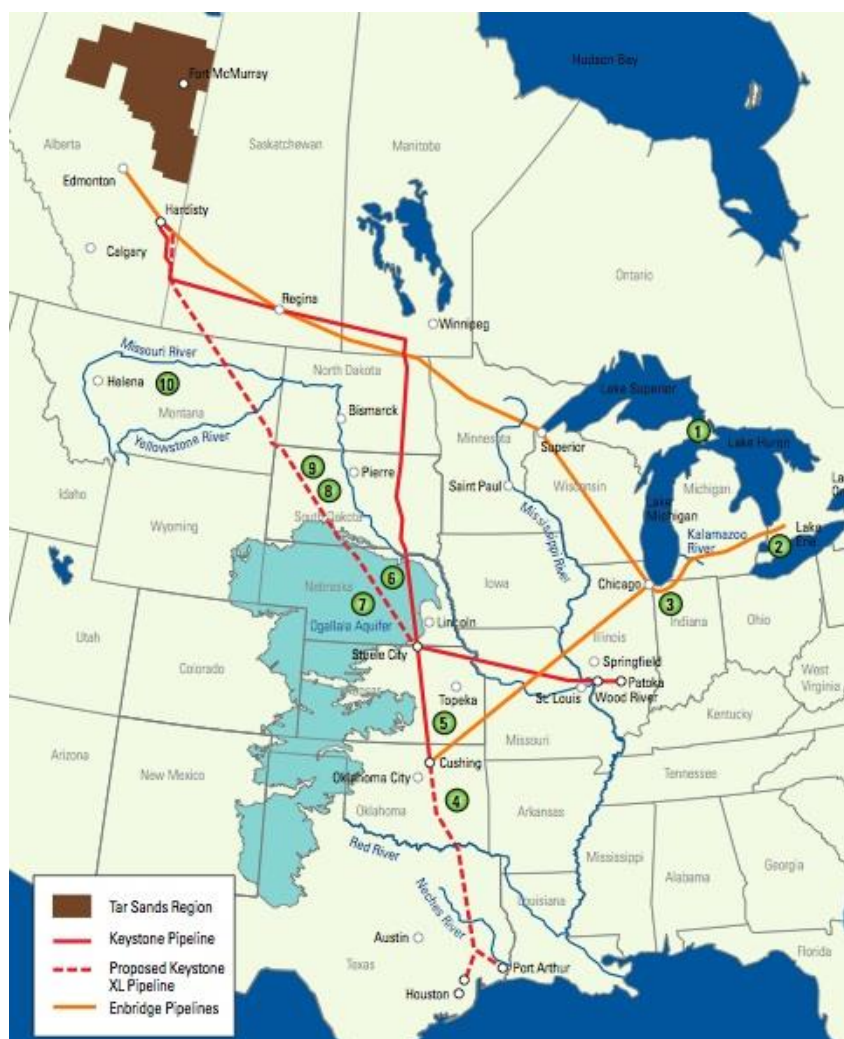 Hudson Bay
Fort McMurray
Alberta
Saskatchewan
Manitoba
Edmonton
Hardisty
Calgary
Ontario
Regina
Winnipeg
Missouri River
North Dakota
Lake Superior
Helena
10
Bismarck
Montana
Minnesota
Superior
1
Lake Huron
Yellowstone River
9
Pierre
8
Saint Paul
Wisconsin
Lake
Michigan
Michigan
Idaho
South Dakota
Mississippi River
Kalamazoo
River
Lake
Erie
2
Wyoming
6
Iowa
Chicago
Nebraska
7
3
Ogallala Aquifer
Lincoln
Illinois
Indiana
Ohio
Utah
Steele City
Springfield
Colorado
Kansas
Topeka
St. Louis
Patoka
Wood River
West
Virginia
5
Missouri
Kentucky
Arizona
New Mexico
Cushing
Oklahoma City
Tennessee
4
Oklahoma
Arkansas
Red River
Mississippi
Alabama
Georgia
Neches River
Louisiana
Tar Sands Region
Keystone Pipeline
Austin
Florida
Proposed Keystone
XL Pipeline
Texas
Port Arthur
Houston
Enbridge Pipelines